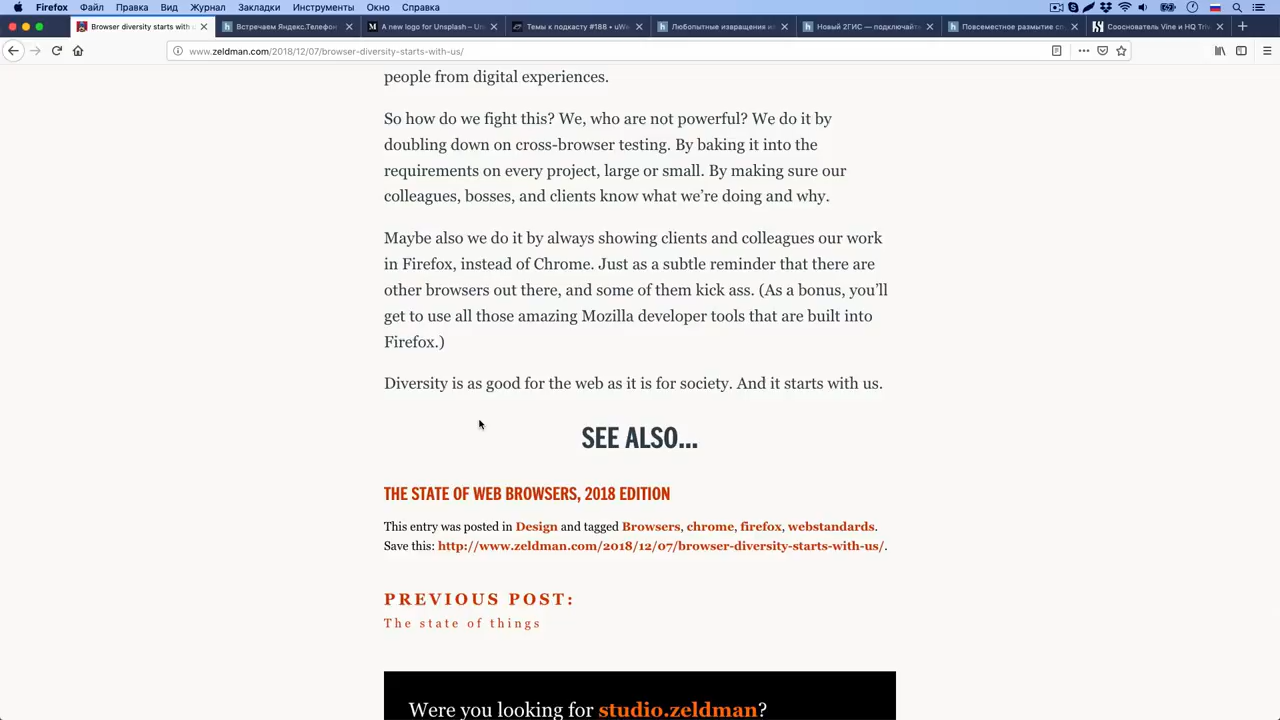 Firefox Файл Правка Вид Журнал Закладки Инструменты Окно Справка
Browser diversity starts with
Встречаем Яндекс.Телефон
A new logo for Unsplash – Un
Темы к подкасту #188 • uWe
Любопытные извращения из
Новый 2ГИС — подключайт
Повсеместное размытие со
Сооснователь Vine и HQ Triv
www.zeldman.com/2018/12/07/browser-diversity-starts-with-us/
people from digital experiences.
So how do we fight this? We, who are not powerful? We do it by
doubling down on cross-browser testing. By baking it into the
requirements on every project, large or small. By making sure our
colleagues, bosses, and clients know what we’re doing and why.
Maybe also we do it by always showing clients and colleagues our work
in Firefox, instead of Chrome. Just as a subtle reminder that there are
other browsers out there, and some of them kick ass. (As a bonus, you’ll
get to use all those amazing Mozilla developer tools that are built into
Firefox.)
Diversity is as good for the web as it is for society. And it starts with us.
SEE ALSO…
THE STATE OF WEB BROWSERS, 2018 EDITION
This entry was posted in Design and tagged Browsers, chrome, firefox, webstandards.
Save this: http://www.zeldman.com/2018/12/07/browser-diversity-starts-with-us/.
PREVIOUS POST:
The state of things
Were you looking for studio.zeldman?